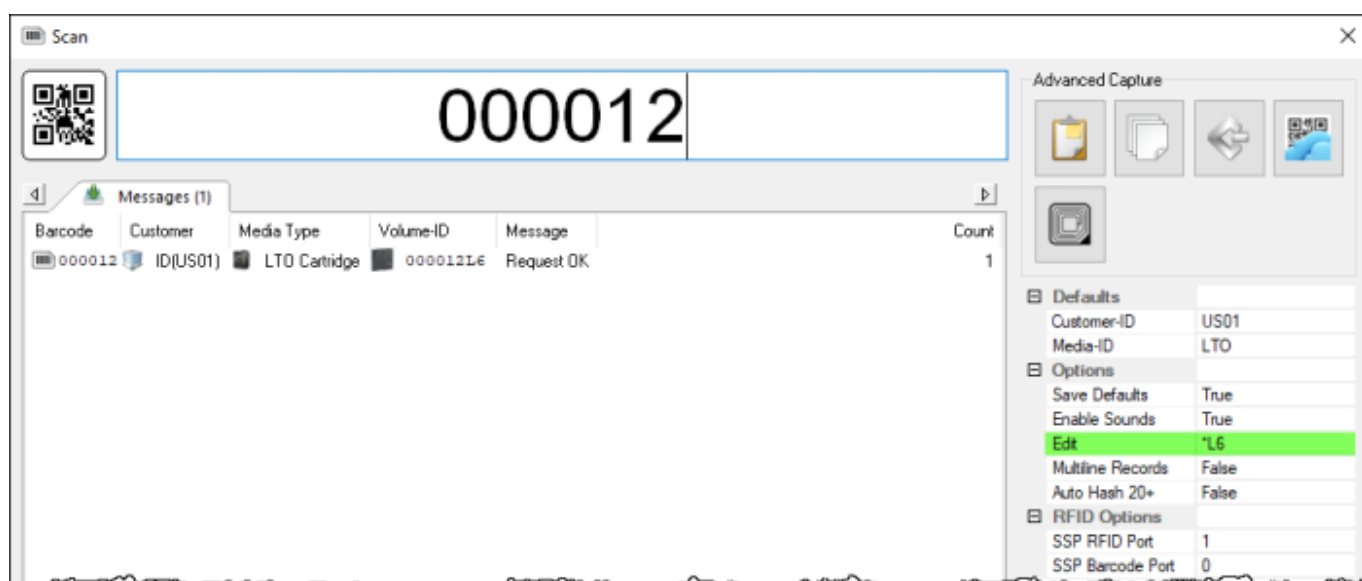 Scan
000012
Advanced Capture
Messages (1)
Barcode Customer Media Type Volume-ID Message Count
000012 ID(US01) LTO Cartridge 000012L6 Request OK 1
Defaults
Customer-ID US01
Media-ID LTO
Options
Save Defaults True
Enable Sounds True
Edit *L6
Multiline Records False
Auto Hash 20+ False
RFID Options
SSP RFID Port 1
SSP Barcode Port 0